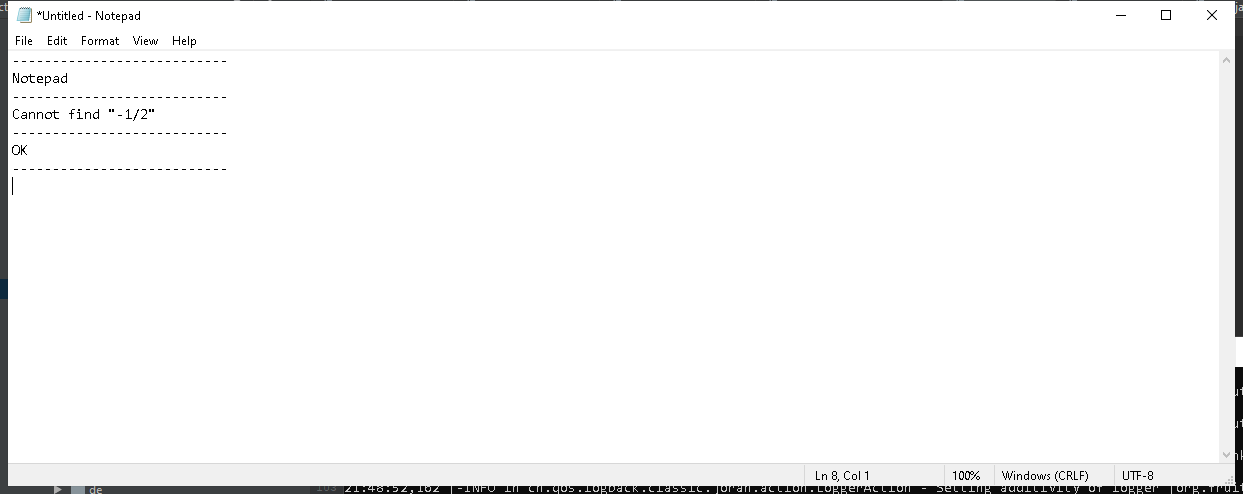 *Untitled - Notepad
File Edit Format View Help
---------------------------
Notepad
---------------------------
Cannot find "-1/2"
---------------------------
OK
---------------------------
Ln 8, Col 1 100% Windows (CRLF) UTF-8
de
21:48:52,162 |-INFO in ch.qos.logback.classic.joran.action.LoggerAction - Setting additivity of logger